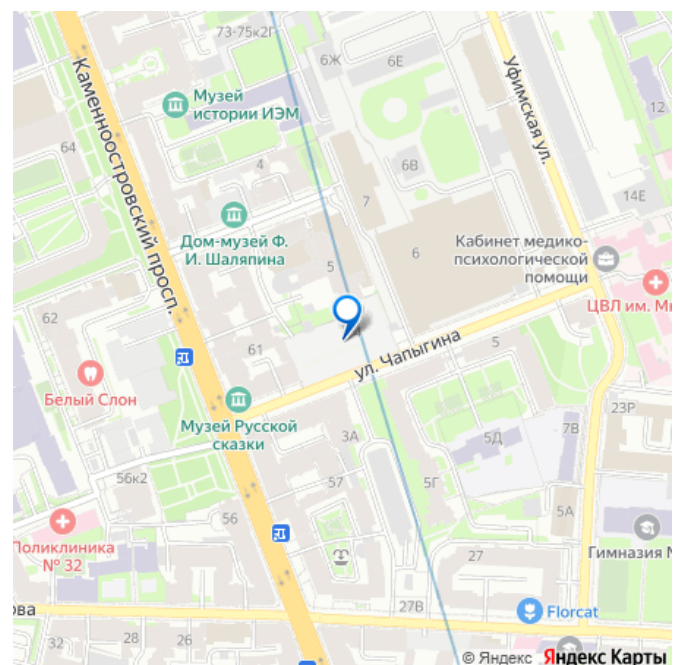 73-75к2Г
6Ж
6Е
Музей
истории ИЭМ
Каменноостровский просп.
Уфимская ул.
12
64
4
6В
7
14Е
Дом-музей Ф.
И. Шаляпина
5
6
Кабинет медико-
психологической
помощи
ЦВЛ им. М
62
61
ул. Чапыгина
5
Белый Слон
Музей Русской
сказки
3А
23Р
7В
5Д
56к2
57
5Г
56
5А
Поликлиника
№ 32
27
Гимназия №
ова
27В
Florcat
32
28
26
© Яндекс Яндекс Карты